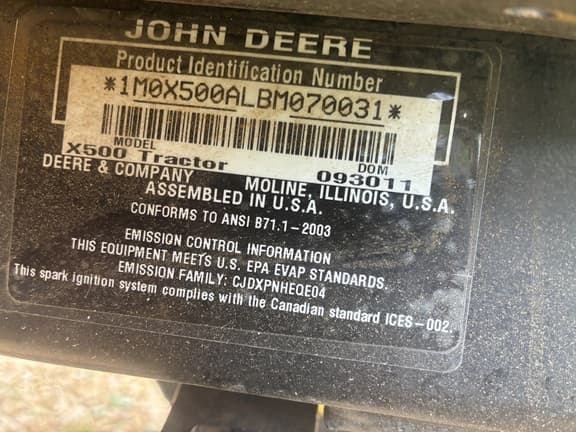 JOHN DEERE
Product Identification Number
*1M0X500ALBM070031*
MODEL DOM
X500 Tractor 093011
DEERE & COMPANY MOLINE, ILLINOIS, U.S.A.
ASSEMBLED IN U.S.A.
CONFORMS TO ANSI B71.1-2003
EMISSION CONTROL INFORMATION
THIS EQUIPMENT MEETS U.S. EPA EVAP STANDARDS.
EMISSION FAMILY: CJDXPNHEQE04
This spark ignition system complies with the Canadian standard ICES-002.